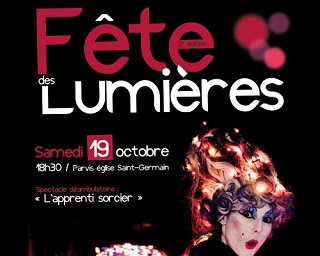 Fête
des
Lumières
Samedi 19 octobre
18h30 / Parvis église Saint-Germain
Spectacle déambulatoire :
« L'apprenti sorcier »